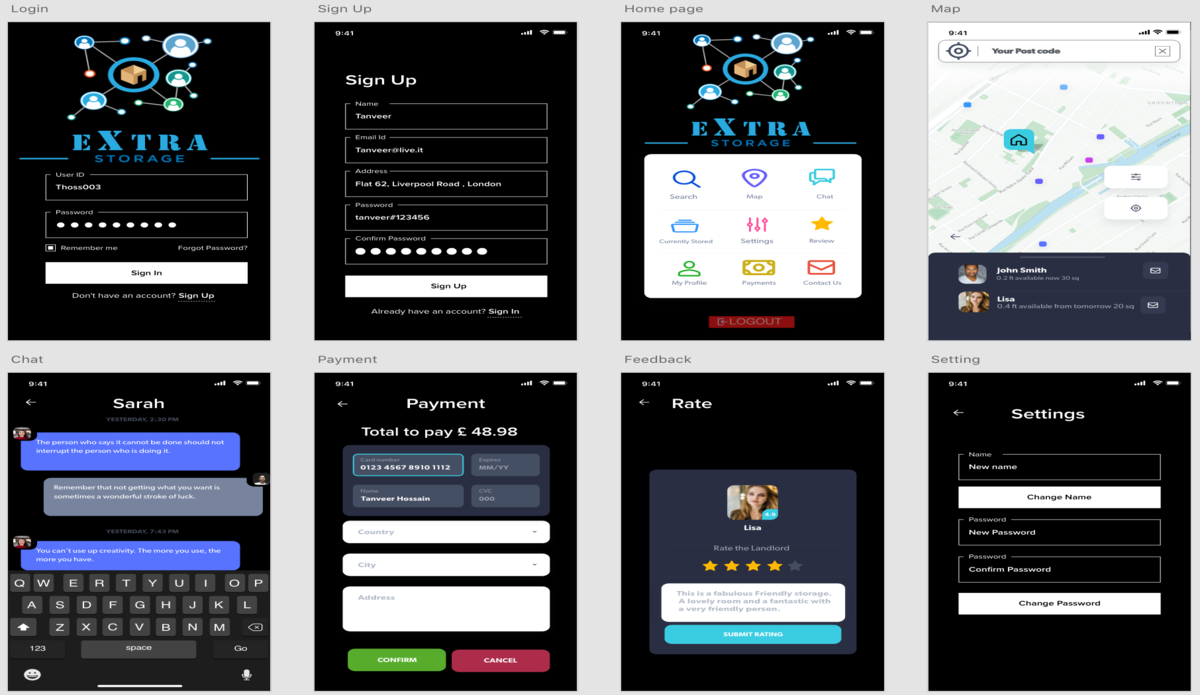 Login
9:41
eXtra
STORAGE
User ID
Thoss003
Password
Remember me
Forgot Password?
Sign In
Don't have an account? Sign Up
Sign Up
9:41
Sign Up
Name
Tanveer
Email Id
Tanveer@live.it
Address
Flat 62, Liverpool Road , London
Password
tanveer#123456
Confirm Password
Sign Up
Already have an account? Sign In
Home page
9:41
eXtra
STORAGE
Search
Map
Chat
Currently Stored
Settings
Review
My Profile
Payments
Contact Us
LOGOUT
Map
9:41
Your Post code
John Smith
0.2 ft available now 30 sq
Lisa
0.4 ft available from tomorrow 20 sq
Chat
9:41
Sarah
YESTERDAY, 2:30 PM
The person who says it cannot be done should not
interrupt the person who is doing it.
Remember that not getting what you want is
sometimes a wonderful stroke of luck.
YESTERDAY, 7:43 PM
You can't use up creativity. The more you use, the
more you have.
Q W E R T Y U I O P
A S D F G H J K L
Z X C V B N M
123
space
Go
Payment
9:41
Payment
Total to pay £ 48.98
Card number
0123 4567 8910 1112
Expires
MM/YY
Name
Tanveer Hossain
CVC
000
Country
City
Address
CONFIRM
CANCEL
Feedback
9:41
Rate
4.9
Lisa
Rate the Landlord
This is a fabulous Friendly storage.
A lovely room and a fantastic with
a very friendly person.
SUBMIT RATING
Setting
9:41
Settings
Name
New name
Change Name
Password
New Password
Password
Confirm Password
Change Password